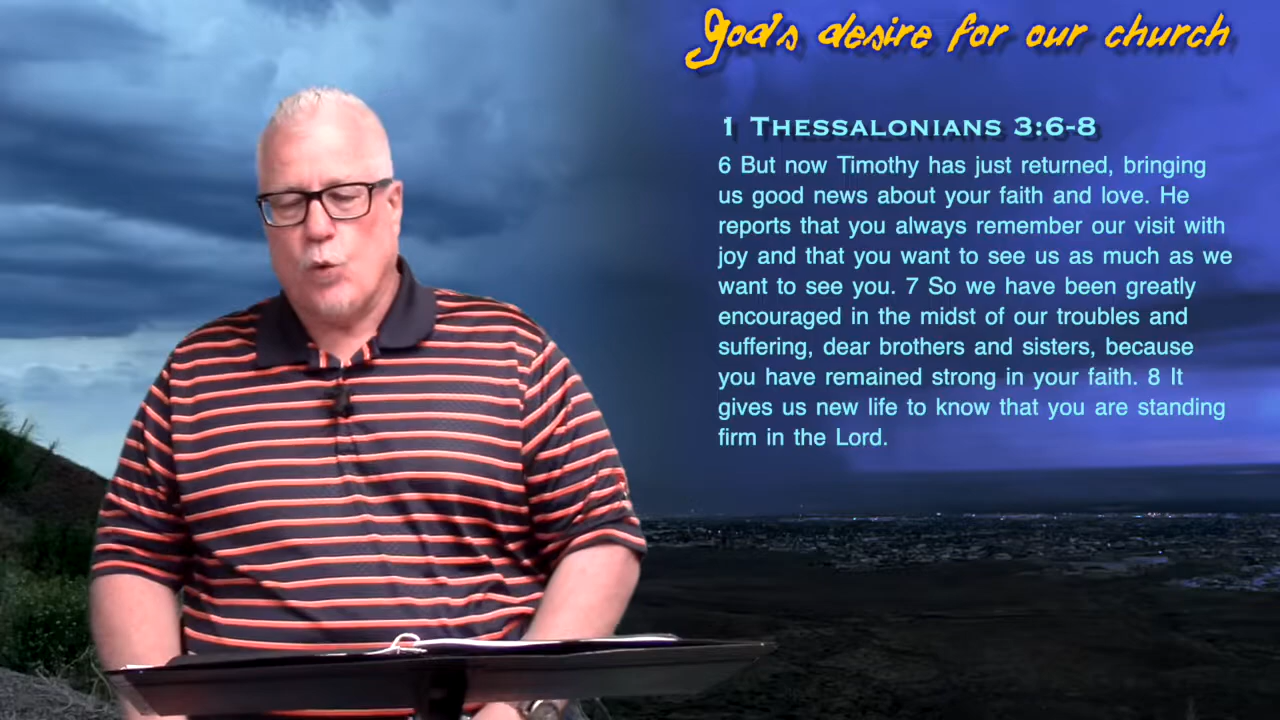 God's desire for our church
1 Thessalonians 3:6-8
6 But now Timothy has just returned, bringing
us good news about your faith and love. He
reports that you always remember our visit with
joy and that you want to see us as much as we
want to see you. 7 So we have been greatly
encouraged in the midst of our troubles and
suffering, dear brothers and sisters, because
you have remained strong in your faith. 8 It
gives us new life to know that you are standing
firm in the Lord.